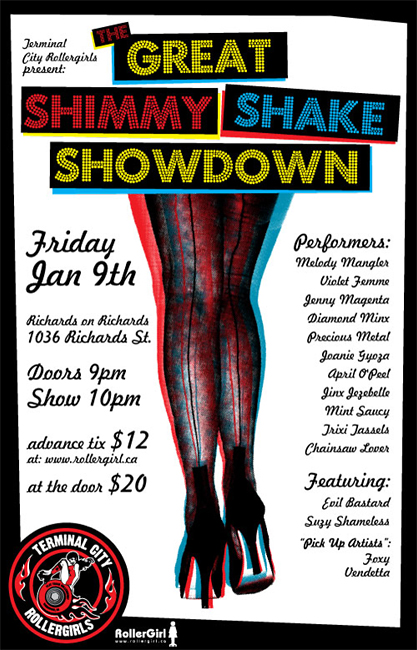 Terminal
City Rollergirls
present:
THE
GREAT
SHIMMY SHAKE
SHOWDOWN
Friday
Jan 9th
Richards on Richards
1036 Richards St.
Doors 9pm
Show 10pm
advance tix $12
at: www.rollergirl.ca
at the door $20
Performers:
Melody Mangler
Violet Femme
Jenny Magenta
Diamond Minx
Precious Metal
Joanie Gyoza
April O'Peel
Jinx Jezebelle
Mint Saucy
Trixi Tassels
Chainsaw Lover
Featuring:
Evil Bastard
Suzy Shameless
"Pick Up Artists":
Foxy
Vendetta
TERMINAL CITY
ROLLERGIRLS
RollerGirl
www.rollergirl.ca